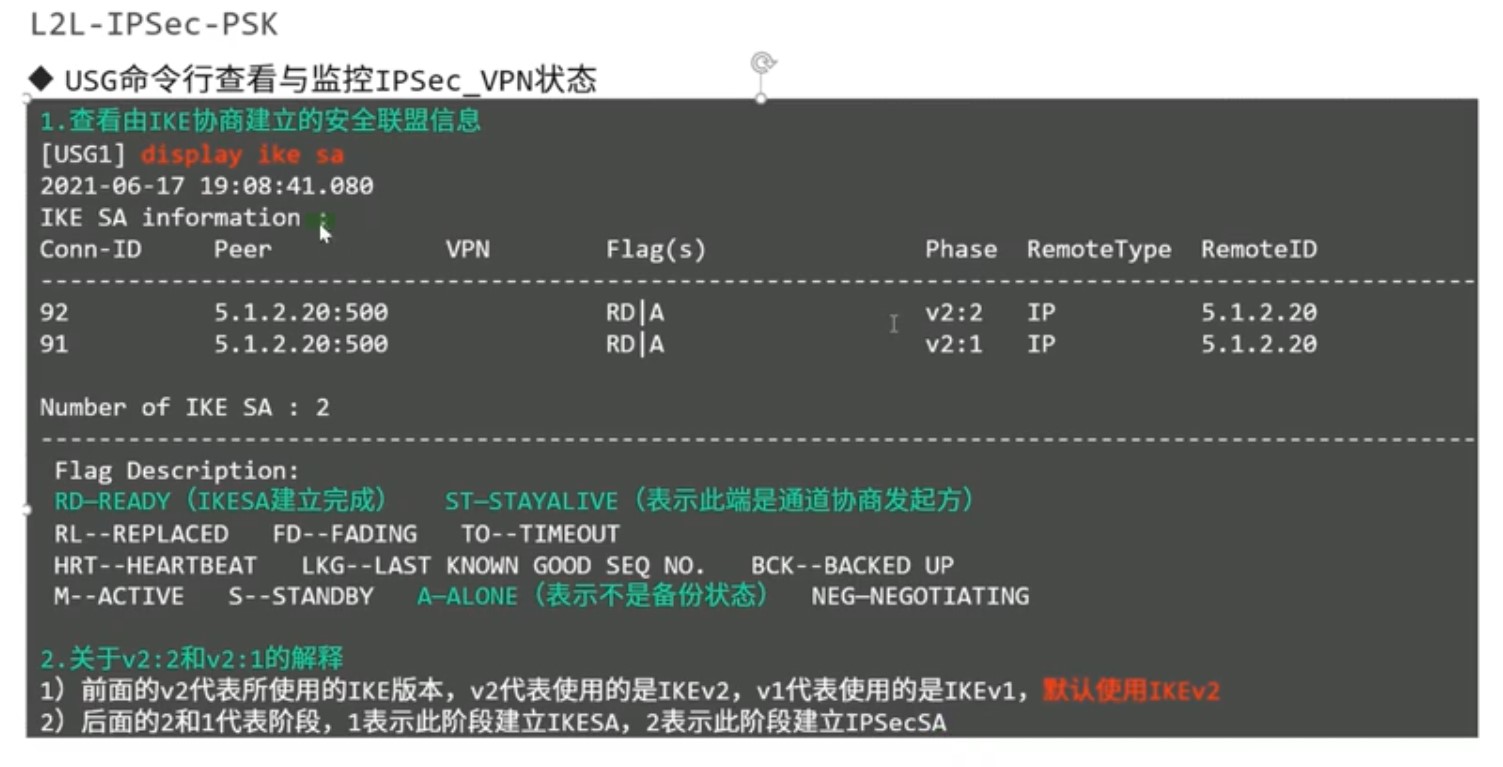 L2L-IPSec-PSK
◆ USG命令行查看与监控IPSec_VPN状态
1.查看由IKE协商建立的安全联盟信息
[USG1] display ike sa
2021-06-17 19:08:41.080
IKE SA information :
Conn-ID Peer VPN Flag(s) Phase RemoteType RemoteID
----------------------------------------------------------------------------------------------------
92 5.1.2.20:500 RD|A v2:2 IP 5.1.2.20
91 5.1.2.20:500 RD|A v2:1 IP 5.1.2.20
Number of IKE SA : 2
----------------------------------------------------------------------------------------------------
Flag Description:
RD—READY（IKESA建立完成） ST—STAYALIVE（表示此端是通道协商发起方）
RL--REPLACED FD--FADING TO--TIMEOUT
HRT--HEARTBEAT LKG--LAST KNOWN GOOD SEQ NO. BCK--BACKED UP
M--ACTIVE S--STANDBY A—ALONE（表示不是备份状态） NEG—NEGOTIATING
2.关于v2:2和v2:1的解释
1）前面的v2代表所使用的IKE版本，v2代表使用的是IKEv2，v1代表使用的是IKEv1，默认使用IKEv2
2）后面的2和1代表阶段，1表示此阶段建立IKESA，2表示此阶段建立IPSecSA